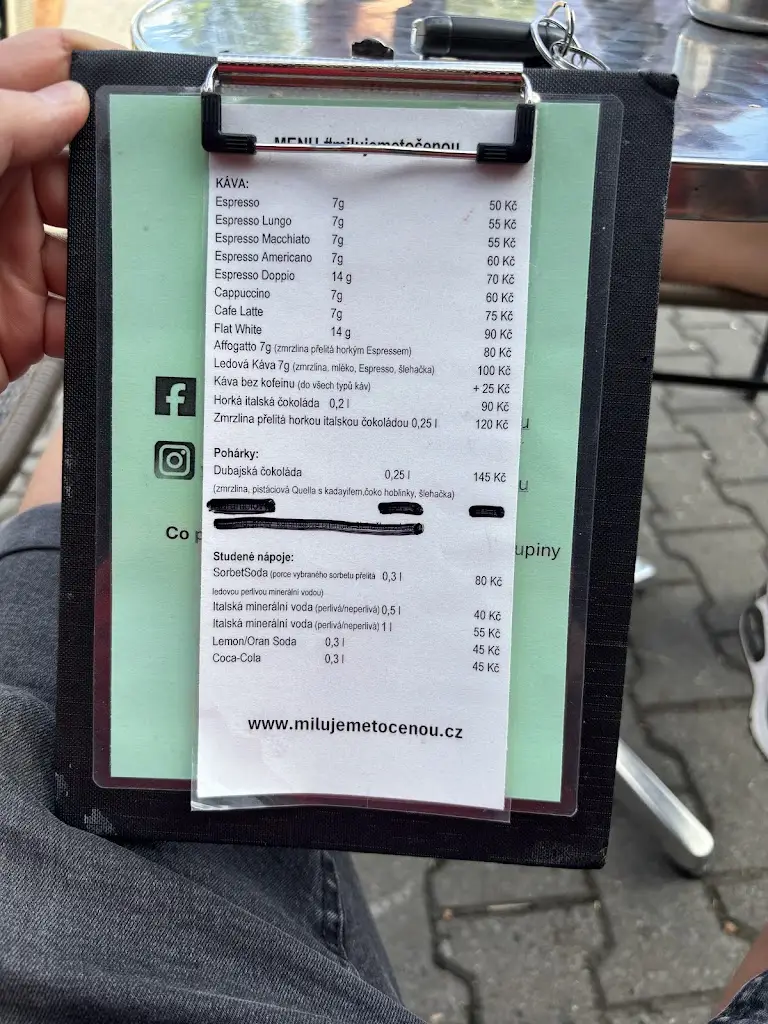 MENU #milujemetočenou
KÁVA:
Espresso 7g 50 Kč
Espresso Lungo 7g 55 Kč
Espresso Macchiato 7g 55 Kč
Espresso Americano 7g 60 Kč
Espresso Doppio 14 g 70 Kč
Cappuccino 7g 60 Kč
Cafe Latte 7g 75 Kč
Flat White 14 g 90 Kč
Affogatto 7g (zmrzlina přelitá horkým Espressem) 80 Kč
Ledová Káva 7g (zmrzlina, mléko, Espresso, šlehačka) 100 Kč
Káva bez kofeinu (do všech typů káv) + 25 Kč
Horká italská čokoláda 0,2 l 90 Kč
Zmrzlina přelitá horkou italskou čokoládou 0,25 l 120 Kč
Pohárky:
Dubajská čokoláda 0,25 l 145 Kč
(zmrzlina, pistáciová Quella s kadayifem,čoko hoblinky, šlehačka)
Co p
upiny
Studené nápoje:
SorbetSoda (porce vybraného sorbetu přelitá 0,3 l 80 Kč
ledovou perlivou minerální vodou)
Italská minerální voda (perlivá/neperlivá) 0,5 l 40 Kč
Italská minerální voda (perlivá/neperlivá) 1 l 55 Kč
Lemon/Oran Soda 0,3 l 45 Kč
Coca-Cola 0,3 l 45 Kč
www.milujemetocenou.cz